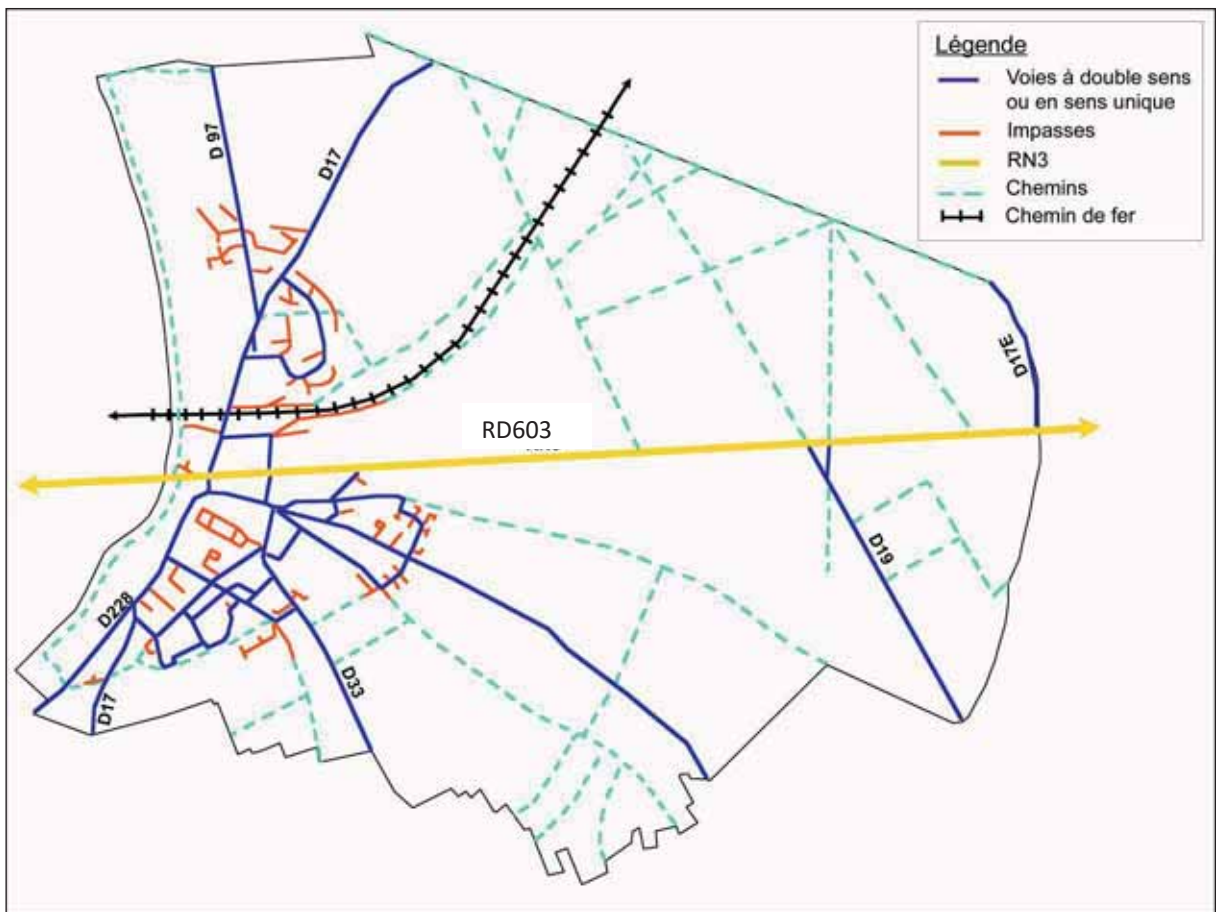 Légende
Voies à double sens
ou en sens unique
Impasses
RN3
Chemins
Chemin de fer
D 97
D17
D17E
RD603
D19
D228
D17
D33